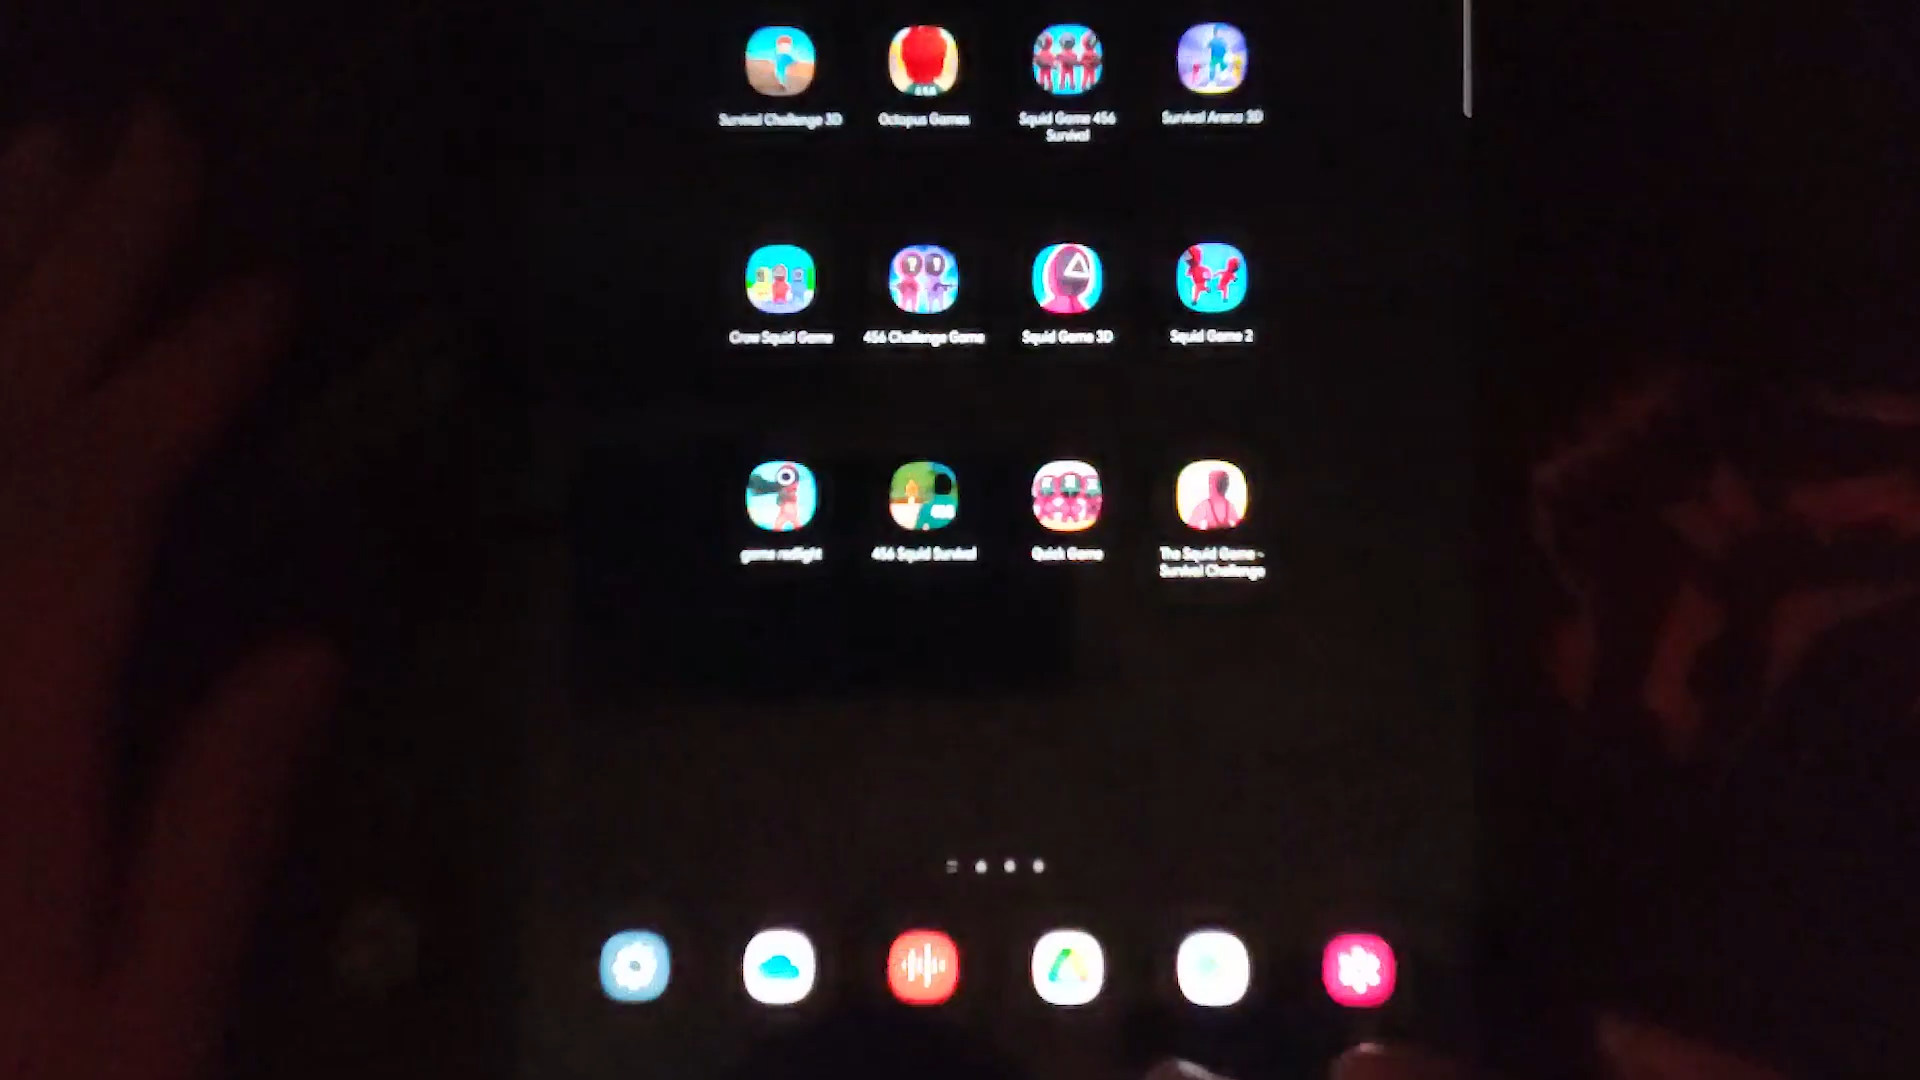 Survival Challenge 3D
Octopus Games
Squid Game 456
Survival
Survival Arena 3D
Craw Squid Game
456 Challenge Game
Squid Game 3D
Squid Game 2
game redlight
456 Squid Survival
Quick Game
The Squid Game -
Survival Challenge